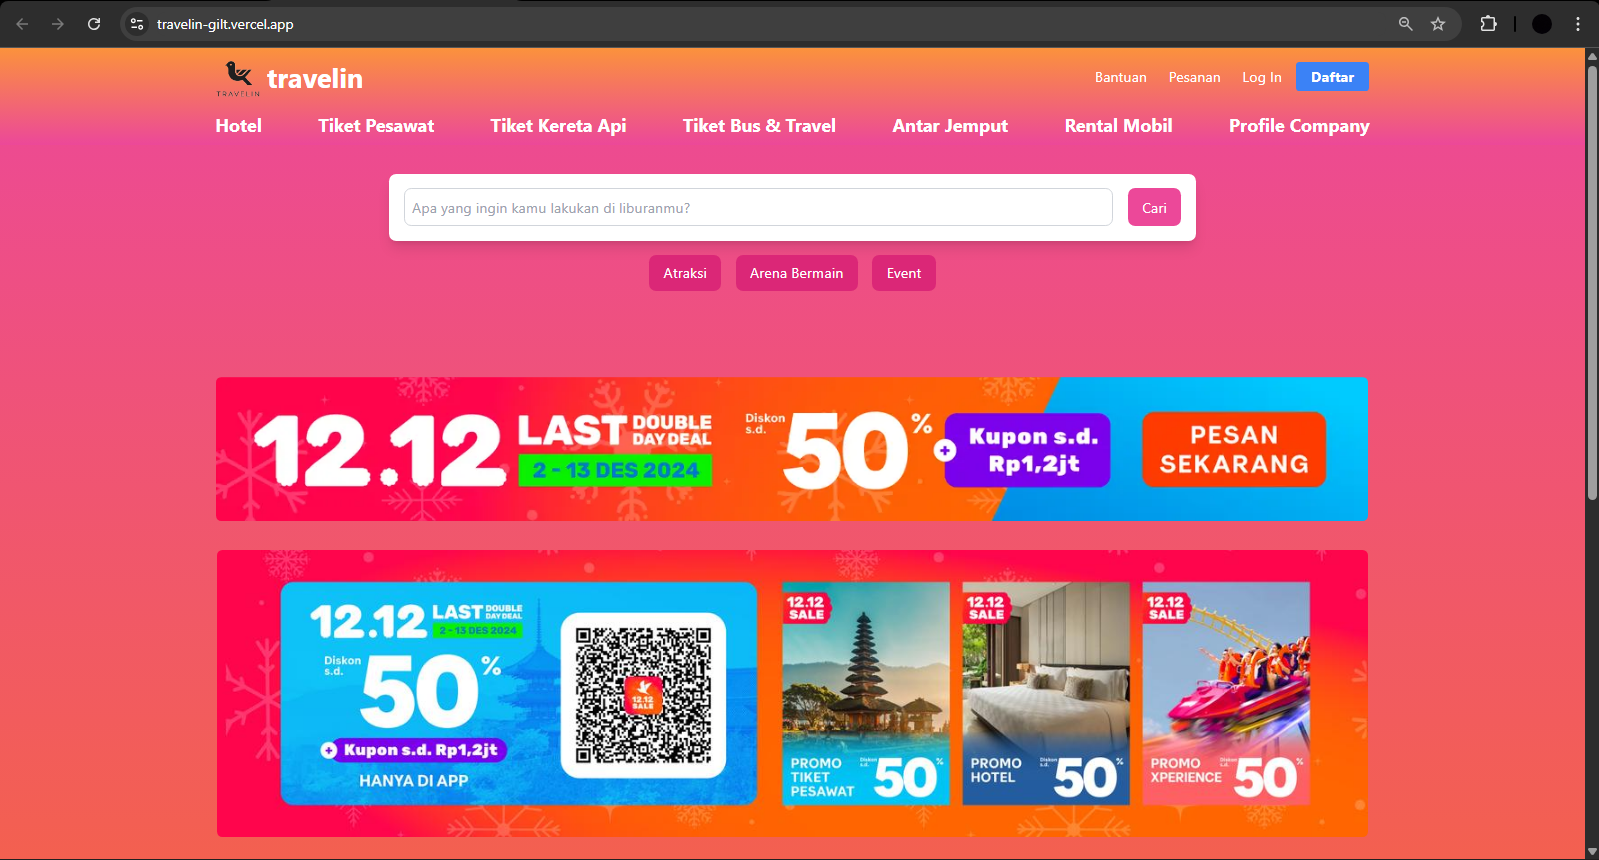 travelin-gilt.vercel.app
TRAVELIN
travelin
Bantuan
Pesanan
Log In
Daftar
Hotel
Tiket Pesawat
Tiket Kereta Api
Tiket Bus & Travel
Antar Jemput
Rental Mobil
Profile Company
Apa yang ingin kamu lakukan di liburanmu?
Cari
Atraksi
Arena Bermain
Event
12.12
LAST DOUBLE
DAY DEAL
2 - 13 DES 2024
Diskon
s.d.
50%
+
Kupon s.d.
Rp1,2jt
PESAN
SEKARANG
12.12
LAST DOUBLE
DAY DEAL
2 - 13 DES 2024
Diskon
s.d.
50%
+ Kupon s.d. Rp1,2jt
HANYA DI APP
12.12
SALE
12.12
SALE
PROMO
TIKET
PESAWAT
Diskon
s.d.
50%
12.12
SALE
PROMO
HOTEL
Diskon
s.d.
50%
12.12
SALE
PROMO
XPERIENCE
Diskon
s.d.
50%